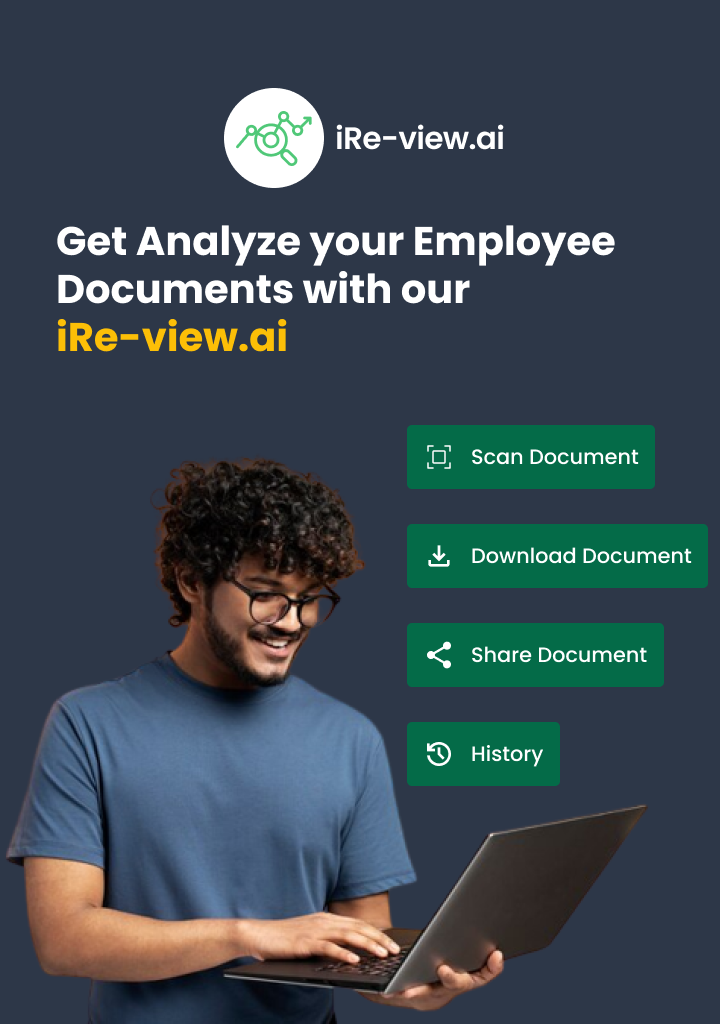 iRe-view.ai
Get Analyze your Employee
Documents with our
iRe-view.ai
Scan Document
Download Document
Share Document
History